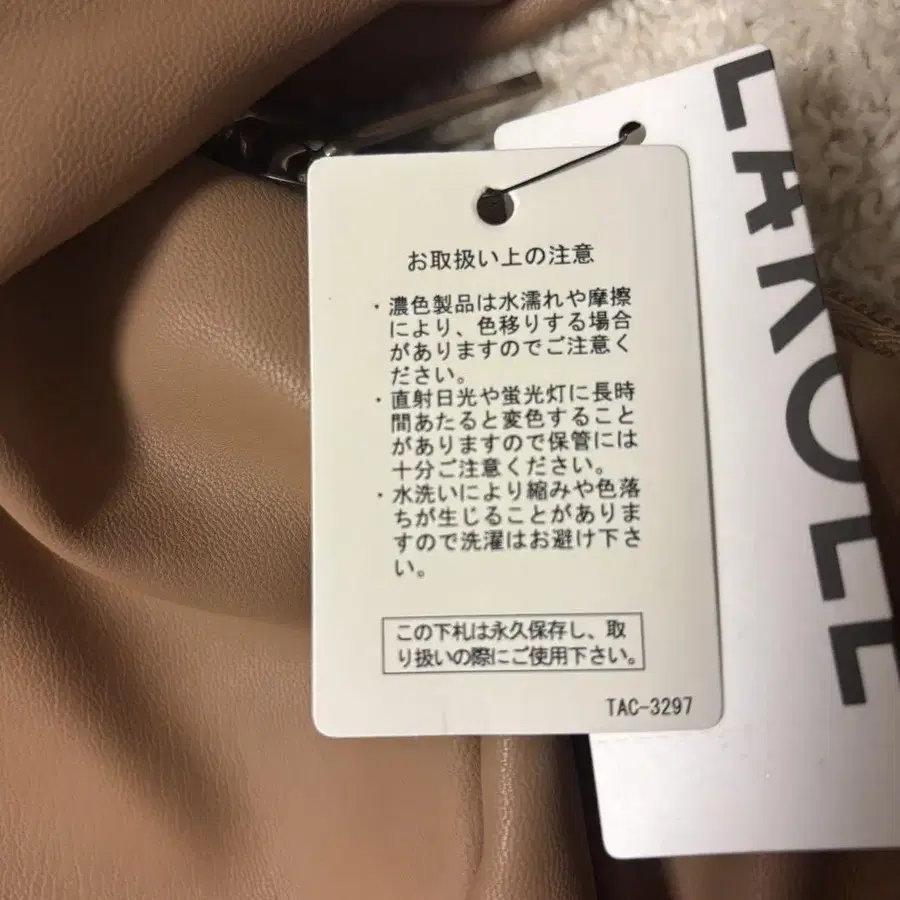 お取扱い上の注意
・濃色製品は水濡れや摩擦
により、色移りする場合
がありますのでご注意く
ださい。
・直射日光や蛍光灯に長時
間あたると変色すること
がありますので保管には
十分ご注意ください。
・水洗いにより縮みや色落
ちが生じることがありま
すので洗濯はお避け下さ
い。
この下札は永久保存し、取
り扱いの際にご使用下さい。
TAC-3297
LAKOLE